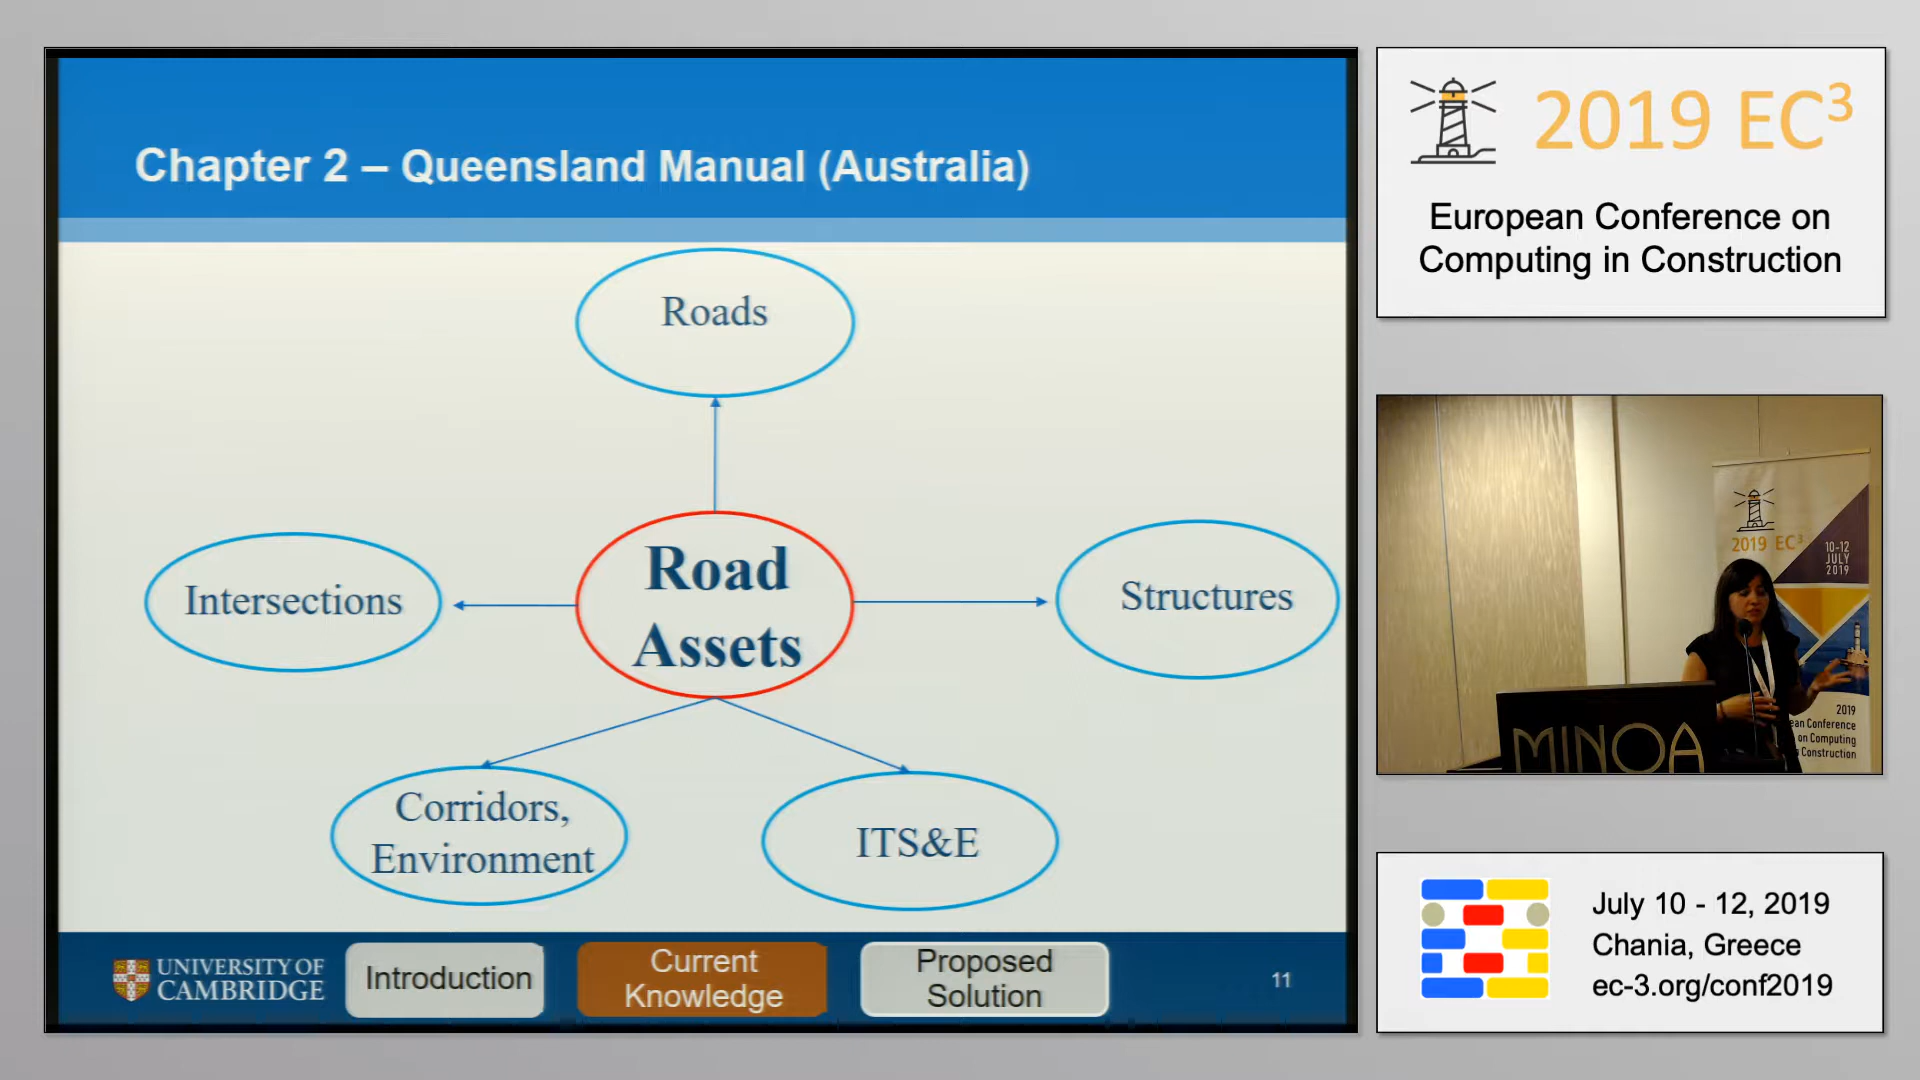 Chapter 2 – Queensland Manual (Australia)
Roads
Intersections
Road
Assets
Structures
Corridors,
Environment
ITS&E
UNIVERSITY OF
CAMBRIDGE
Introduction
Current
Knowledge
Proposed
Solution
11
2019 EC³
European Conference on
Computing in Construction
2019 EC³
10-12
JULY
2019
MINOA
2019
ean Conference
on Computing
Construction
July 10 - 12, 2019
Chania, Greece
ec-3.org/conf2019